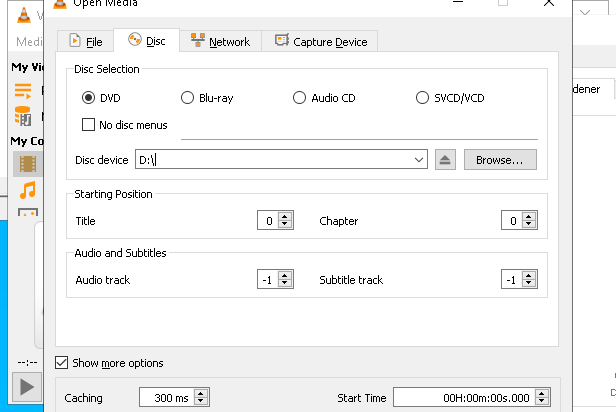 V
Open Media
Medi
File
Disc
Network
Capture Device
My Vi
Disc Selection
dener
DVD
Blu-ray
Audio CD
SVCD/VCD
No disc menus
My Co
Disc device
D:\
Browse...
Starting Position
Title
0
Chapter
0
Audio and Subtitles
Audio track
-1
Subtitle track
-1
--:--
Show more options
Caching
300 ms
Start Time
00H:00m:00s.000